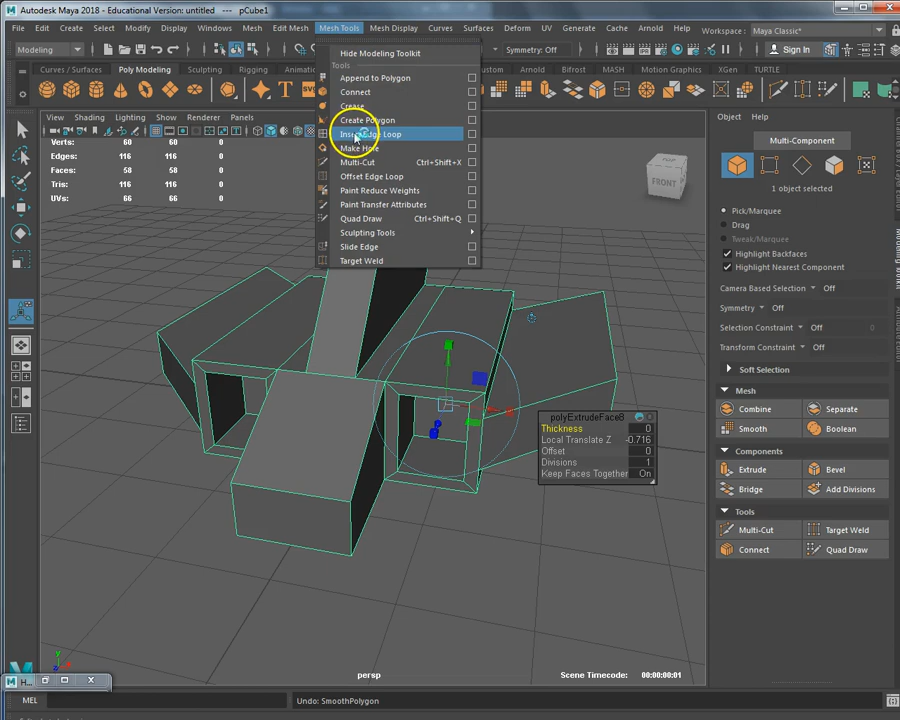 Autodesk Maya 2018 - Educational Version: untitled --- pCube1
File Edit Create Select Modify Display Windows Mesh Edit Mesh Mesh Tools Mesh Display Curves Surfaces Deform UV Generate Cache Arnold Help Workspace : Maya Classic*
Modeling Symmetry: Off Sign In
Curves / Surfaces Poly Modeling Sculpting Rigging Arnold Bifrost MASH Motion Graphics XGen TURTLE
View Shading Lighting Show Renderer Panels
Verts: 60 60
Edges: 116 116
Faces: 58 58
Tris: 116 116
UVs: 66 66
Hide Modeling Toolkit
Tools
Append to Polygon
Connect
Crease
Create Polygon
Insert Edge Loop
Make Hole
Multi-Cut Ctrl+Shift+X
Offset Edge Loop
Paint Reduce Weights
Paint Transfer Attributes
Quad Draw Ctrl+Shift+Q
Sculpting Tools
Slide Edge
Target Weld
FRONT
polyExtrudeFace8
Thickness 0
Local Translate Z -0.716
Offset 0
Divisions 1
Keep Faces Together On
Object Help
Multi-Component
1 object selected
Pick/Marquee
Drag
Tweak/Marquee
Highlight Backfaces
Highlight Nearest Component
Camera Based Selection Off
Symmetry Off
Selection Constraint Off 0
Transform Constraint Off
Soft Selection
Mesh
Combine Separate
Smooth Boolean
Components
Extrude Bevel
Bridge Add Divisions
Tools
Multi-Cut Target Weld
Connect Quad Draw
persp
Scene Timecode: 00:00:00:01
y
x
H...
MEL Undo: SmoothPolygon